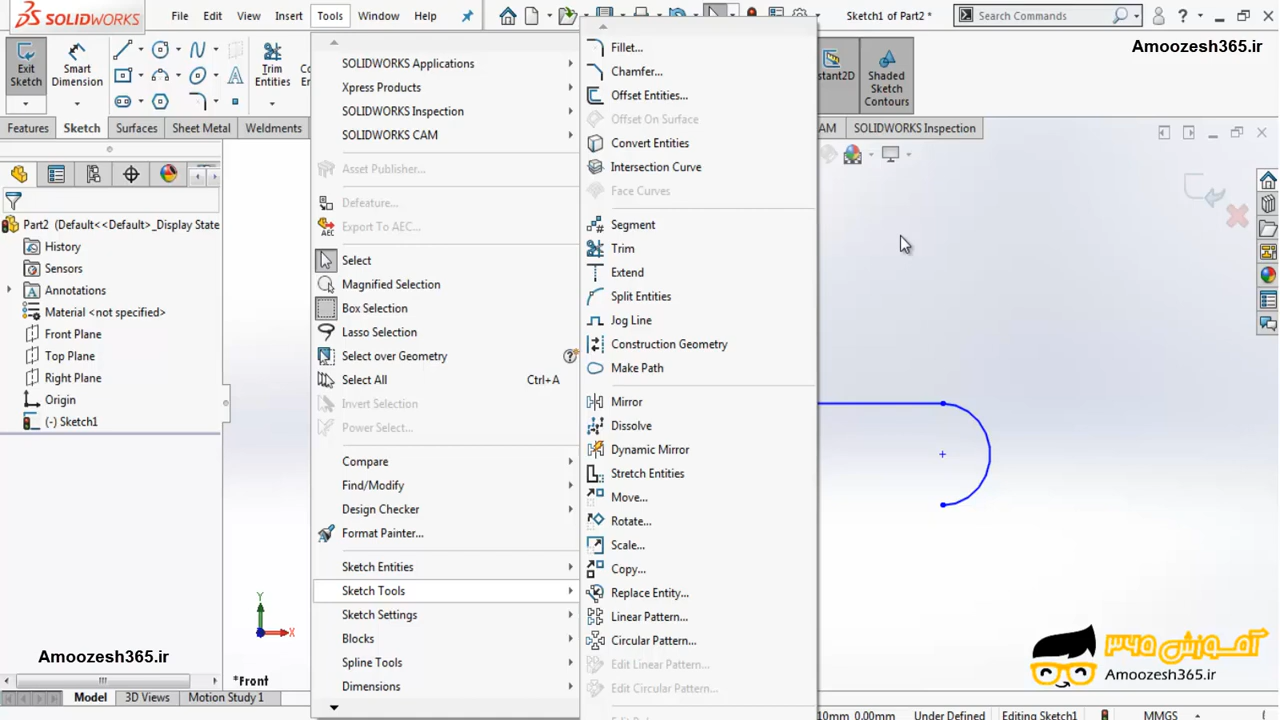 SOLIDWORKS File Edit View Insert Tools Window Help Sketch1 of Part2 * Search Commands
Amoozesh365.ir
Exit Sketch
Smart Dimension
Trim Entities
Shaded Sketch Contours
Features Sketch Surfaces Sheet Metal Weldments SOLIDWORKS Inspection
Part2 (Default<<Default>_Display State
History
Sensors
Annotations
Material <not specified>
Front Plane
Top Plane
Right Plane
Origin
(-) Sketch1
SOLIDWORKS Applications
Xpress Products
SOLIDWORKS Inspection
SOLIDWORKS CAM
Asset Publisher...
Defeature...
Export To AEC...
Select
Magnified Selection
Box Selection
Lasso Selection
Select over Geometry
Select All Ctrl+A
Invert Selection
Power Select...
Compare
Find/Modify
Design Checker
Format Painter...
Sketch Entities
Sketch Tools
Sketch Settings
Blocks
Spline Tools
Dimensions
Fillet...
Chamfer...
Offset Entities...
Offset On Surface
Convert Entities
Intersection Curve
Face Curves
Segment
Trim
Extend
Split Entities
Jog Line
Construction Geometry
Make Path
Mirror
Dissolve
Dynamic Mirror
Stretch Entities
Move...
Rotate...
Scale...
Copy...
Replace Entity...
Linear Pattern...
Circular Pattern...
Edit Linear Pattern...
Edit Circular Pattern...
Y
X
*Front
Amoozesh365.ir
آموزش ۳۶۵
Amoozesh365.ir
Model 3D Views Motion Study 1
0.00mm Under Defined Editing Sketch1 MMGS